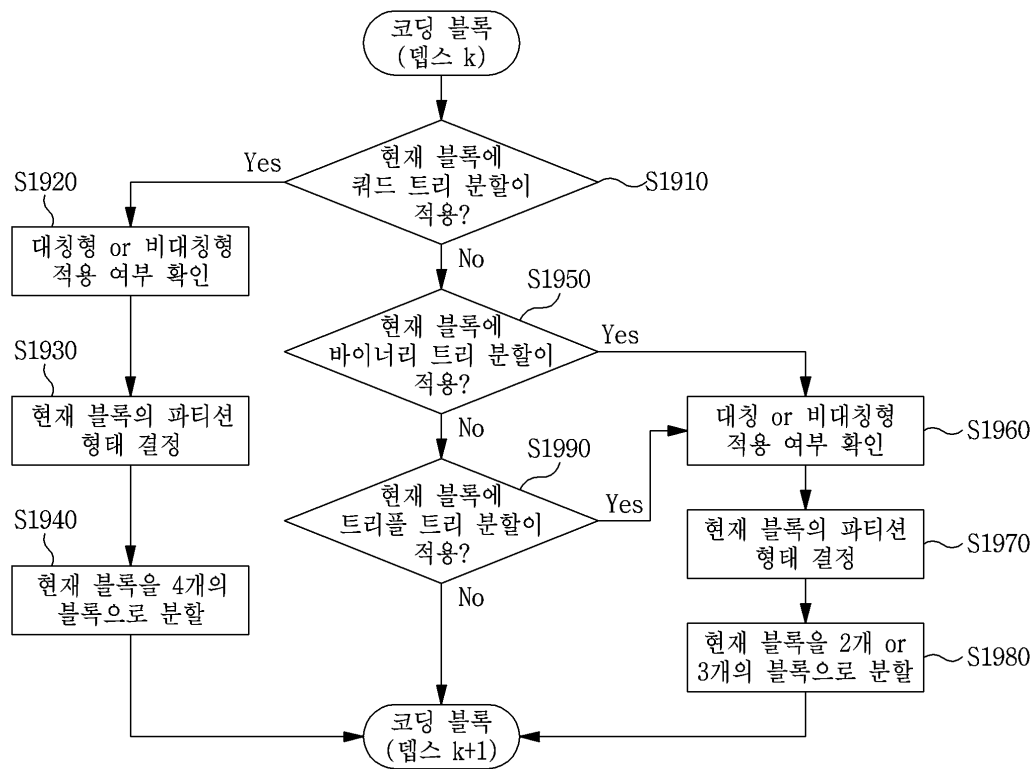 코딩 블록
(뎁스 k)
현재 블록에
쿼드 트리 분할이
적용?
S1910
Yes
No
S1920
대칭형 or 비대칭형
적용 여부 확인
S1930
현재 블록의 파티션
형태 결정
S1940
현재 블록을 4개의
블록으로 분할
S1950
현재 블록에
바이너리 트리 분할이
적용?
Yes
No
S1990
현재 블록에
트리플 트리 분할이
적용?
Yes
No
대칭 or 비대칭형
적용 여부 확인
S1960
현재 블록의 파티션
형태 결정
S1970
현재 블록을 2개 or
3개의 블록으로 분할
S1980
코딩 블록
(뎁스 k+1)